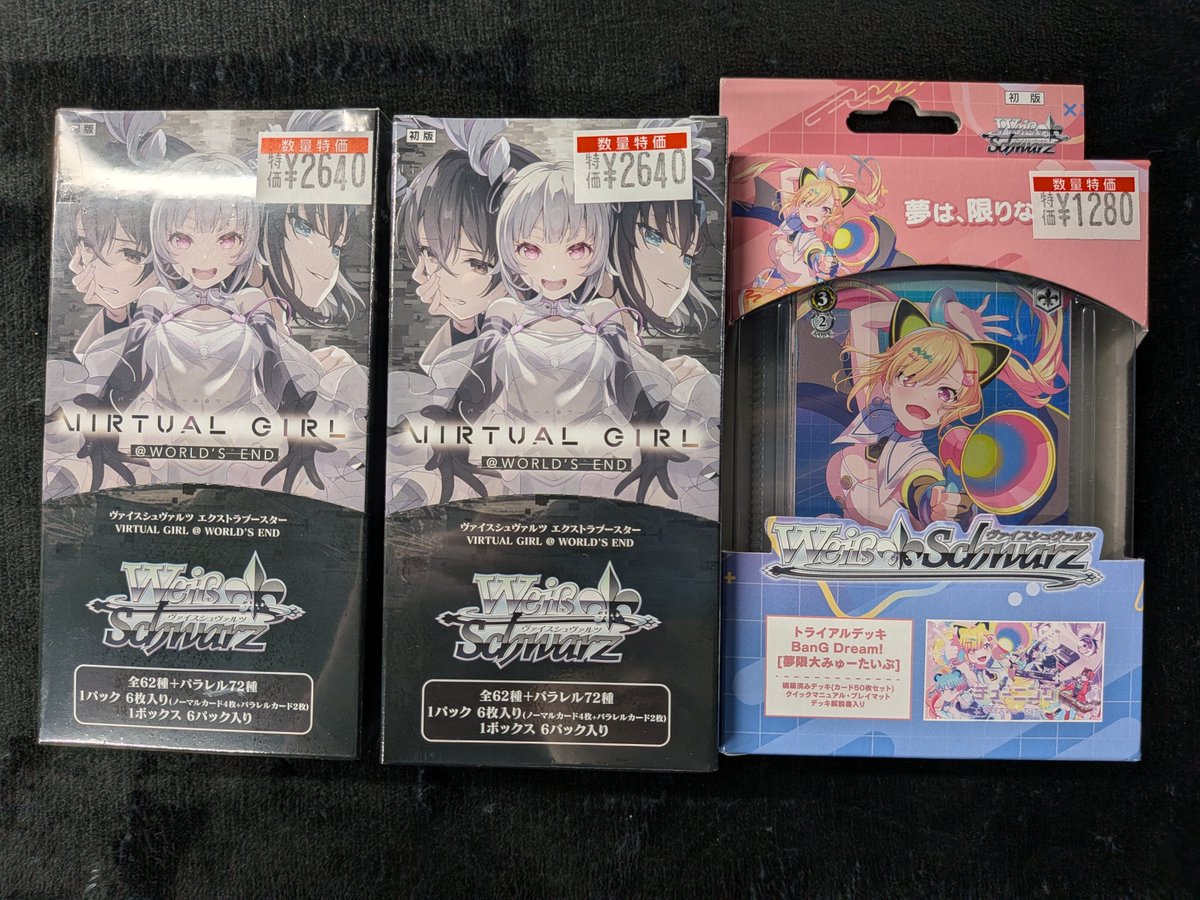 初版
数量特価
特価¥2640
VIRTUAL GIRL
@WORLD'S END
ヴァイスシュヴァルツ エクストラブースター
VIRTUAL GIRL @ WORLD'S END
Weiß Schwarz
ヴァイスシュヴァルツ
全62種+パラレル72種
1パック 6枚入り(ノーマルカード4枚+パラレルカード2枚)
1ボックス 6パック入り
初版
数量特価
特価¥2640
VIRTUAL GIRL
@WORLD'S END
ヴァイスシュヴァルツ エクストラブースター
VIRTUAL GIRL @ WORLD'S END
Weiß Schwarz
ヴァイスシュヴァルツ
全62種+パラレル72種
1パック 6枚入り(ノーマルカード4枚+パラレルカード2枚)
1ボックス 6パック入り
初版
Weiß Schwarz
数量特価
特価¥1280
夢は、限りな
3
2
ヴァイスシュヴァルツ
Weiß Schwarz
トライアルデッキ
BanG Dream!
[夢限大みゅーたいぷ]
構築済みデッキ(カード50枚セット)
クイックマニュアル・プレイマット
デッキ解説書入り